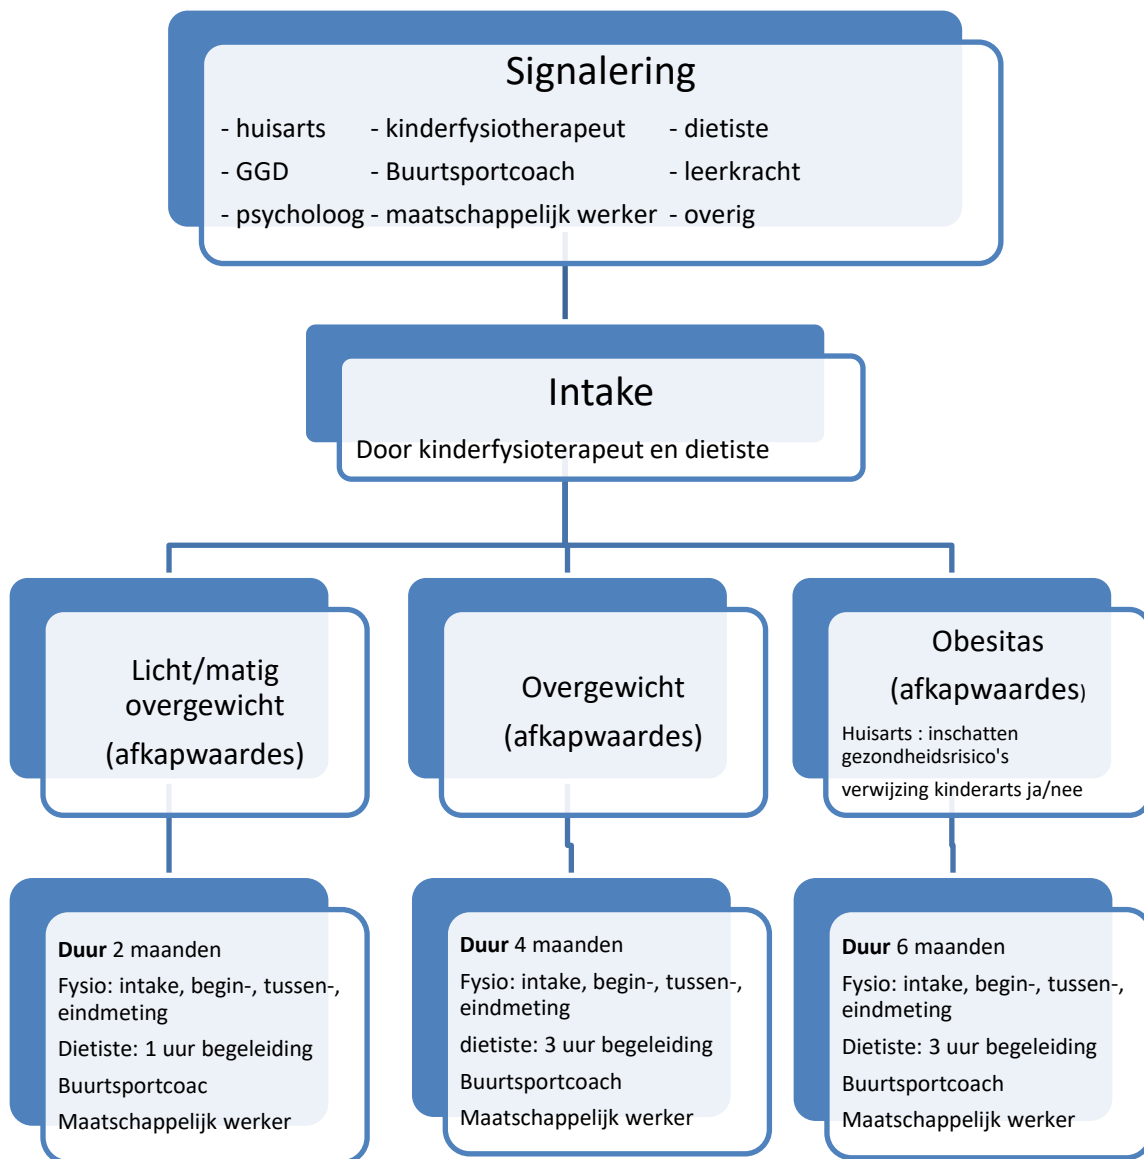 Signalering
- huisarts - kinderfysiotherapeut - dietiste
- GGD - Buurtsportcoach - leerkracht
- psycholoog - maatschappelijk werker - overig
Intake
Door kinderfysioterapeut en dietiste
Licht/matig
overgewicht
(afkapwaardes)
Overgewicht
(afkapwaardes)
Obesitas
(afkapwaardes)
Huisarts : inschatten
gezondheidsrisico's
verwijzing kinderarts ja/nee
Duur 2 maanden
Fysio: intake, begin-, tussen-,
eindmeting
Dietiste: 1 uur begeleiding
Buurtsportcoac
Maatschappelijk werker
Duur 4 maanden
Fysio: intake, begin-, tussen-,
eindmeting
dietiste: 3 uur begeleiding
Buurtsportcoach
Maatschappelijk werker
Duur 6 maanden
Fysio: intake, begin-, tussen-,
eindmeting
Dietiste: 3 uur begeleiding
Buurtsportcoach
Maatschappelijk werker